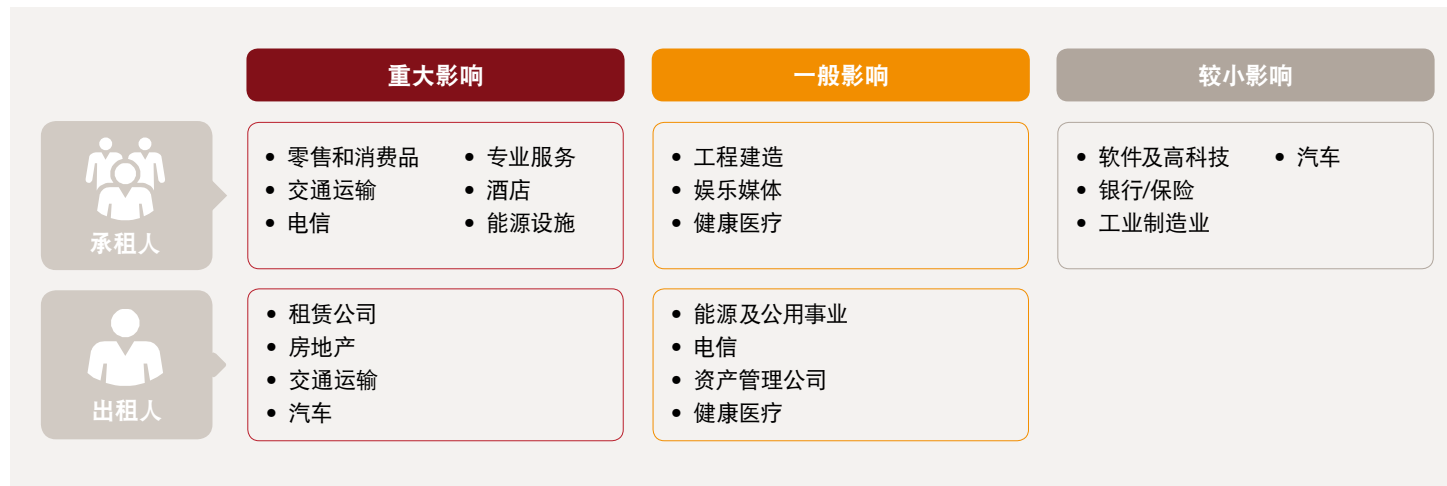 重大影响
一般影响
较小影响
承租人
• 零售和消费品
• 交通运输
• 电信
• 专业服务
• 酒店
• 能源设施
• 工程建造
• 娱乐媒体
• 健康医疗
• 软件及高科技
• 银行/保险
• 工业制造业
• 汽车
出租人
• 租赁公司
• 房地产
• 交通运输
• 汽车
• 能源及公用事业
• 电信
• 资产管理公司
• 健康医疗